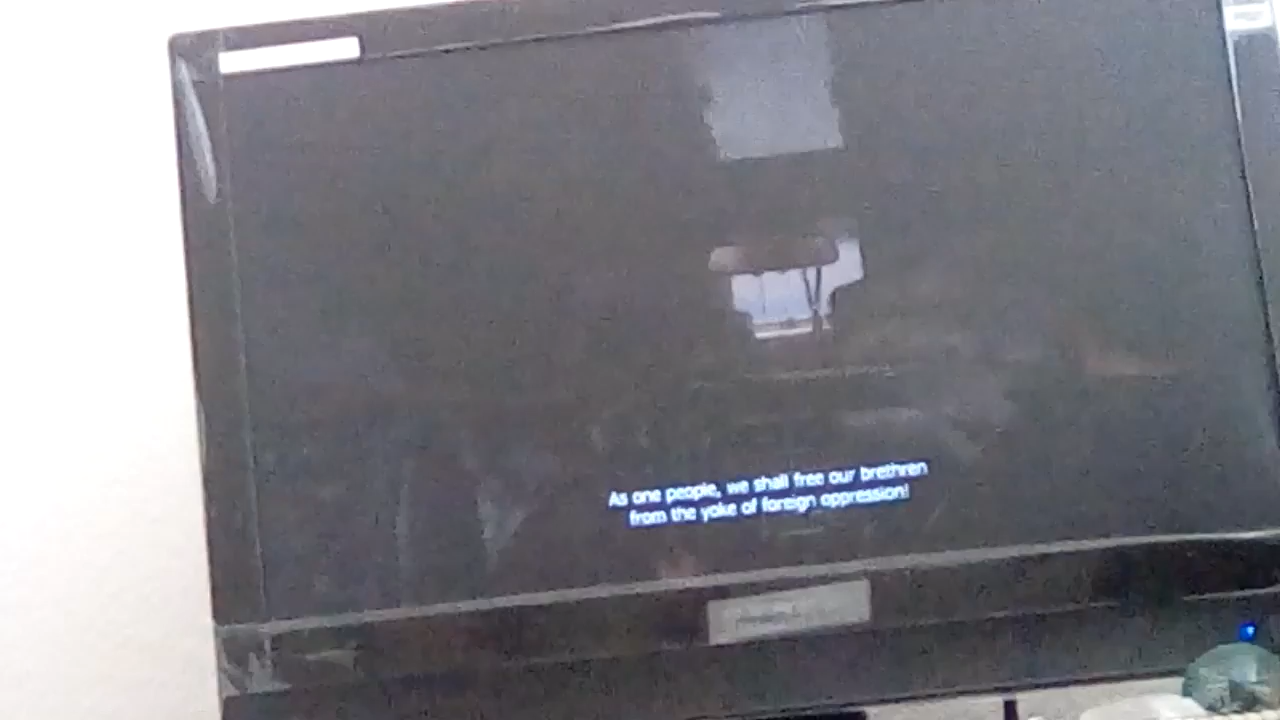 As one people, we shall free our brethren
from the yoke of foreign oppression!